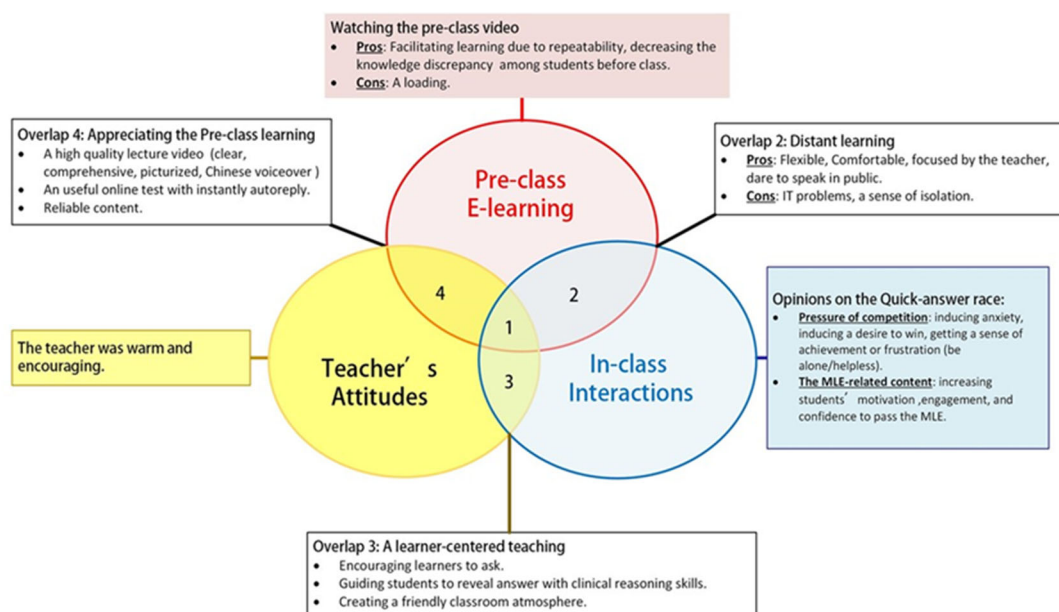 Watching the pre-class video
• Pros: Facilitating learning due to repeatability, decreasing the
knowledge discrepancy among students before class.
• Cons: A loading.
Overlap 4: Appreciating the Pre-class learning
• A high quality lecture video (clear,
comprehensive, picturized, Chinese voiceover )
• An useful online test with instantly autoreply.
• Reliable content.
Overlap 2: Distant learning
• Pros: Flexible, Comfortable, focused by the teacher,
dare to speak in public.
• Cons: IT problems, a sense of isolation.
Pre-class
E-learning
4
2
1
3
The teacher was warm and
encouraging.
Teacher's
Attitudes
In-class
Interactions
Opinions on the Quick-answer race:
• Pressure of competition: inducing anxiety,
inducing a desire to win, getting a sense of
achievement or frustration (be
alone/helpless).
• The MLE-related content: increasing
students' motivation ,engagement, and
confidence to pass the MLE.
Overlap 3: A learner-centered teaching
• Encouraging learners to ask.
• Guiding students to reveal answer with clinical reasoning skills.
• Creating a friendly classroom atmosphere.